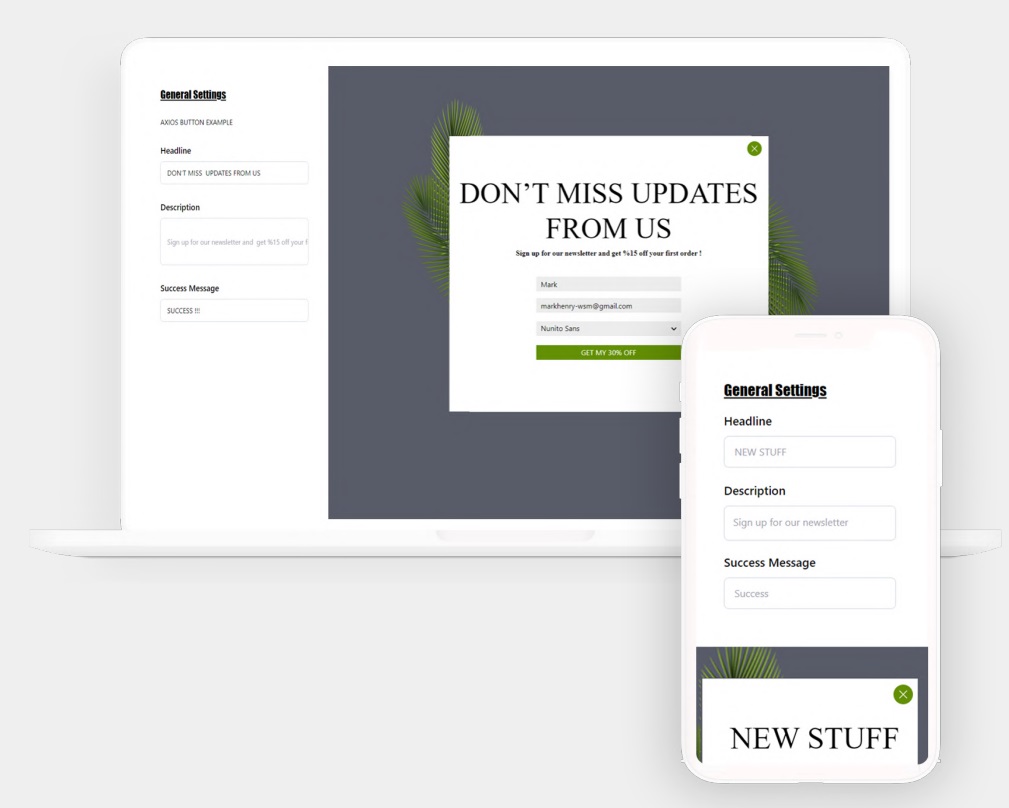 General Settings
AXIOS BUTTON EXAMPLE
Headline
DON'T MISS  UPDATES FROM US
Description
Sign up for our newsletter and  get %15 off your f
Success Message
SUCCESS !!!
DON'T MISS UPDATES
FROM US
Sign up for our newsletter and get %15 off your first order !
Mark
markhenry-wsm@gmail.com
Nunito Sans
GET MY 30% OFF
General Settings
Headline
NEW STUFF
Description
Sign up for our newsletter
Success Message
Success
NEW STUFF